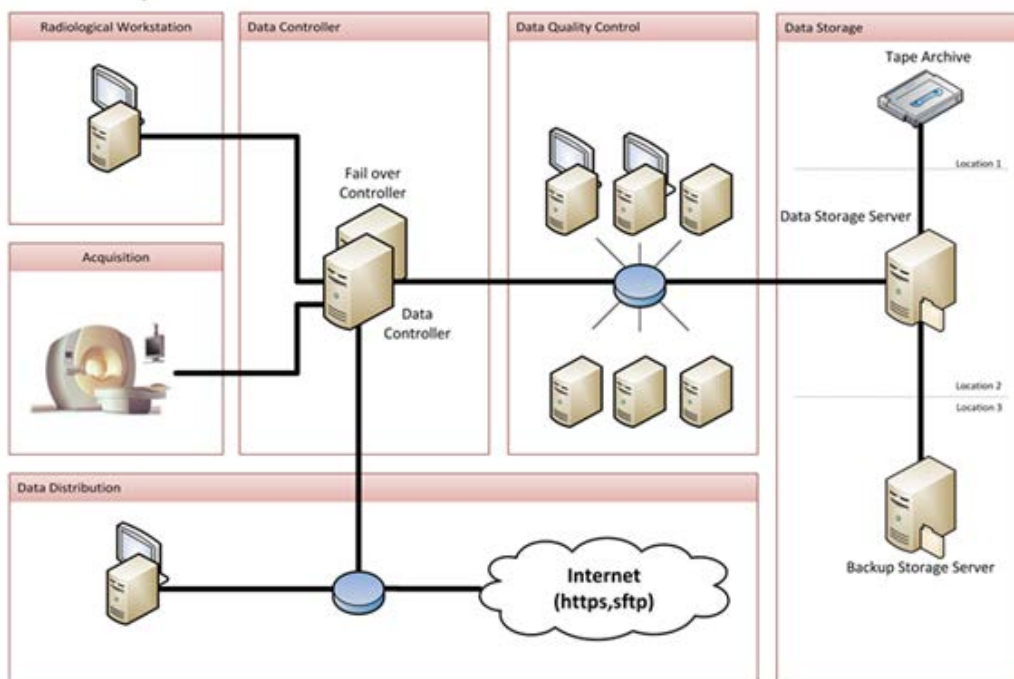 Radiological Workstation
Data Controller
Data Quality Control
Data Storage
Tape Archive
Location 1
Fail over
Controller
Data Storage Server
Acquisition
Data
Controller
Location 2
Location 3
Data Distribution
Internet
(https,sftp)
Backup Storage Server